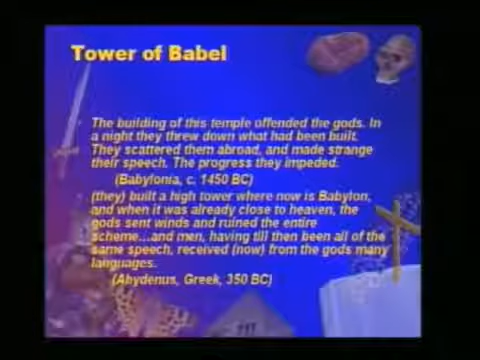 Tower of Babel
The building of this temple offended the gods. In
a night they threw down what had been built.
They scattered them abroad, and made strange
their speech. The progress they impeded.
(Babylonia, c. 1450 BC)
(they) built a high tower where now is Babylon,
and when it was already close to heaven, the
gods sent winds and ruined the entire
scheme...and men, having till then been all of the
same speech, received (now) from the gods many
languages.
(Abydenus, Greek, 350 BC)